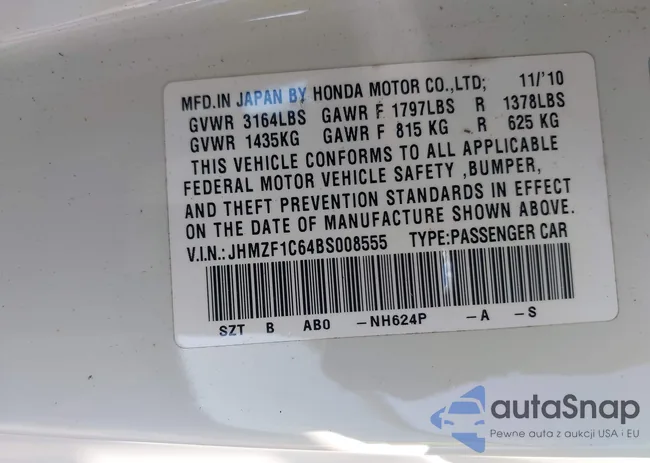 MFD.IN JAPAN BY HONDA MOTOR CO.,LTD; 11/'10
GVWR 3164LBS GAWR F 1797LBS R 1378LBS
GVWR 1435KG GAWR F 815 KG R 625 KG
THIS VEHICLE CONFORMS TO ALL APPLICABLE
FEDERAL MOTOR VEHICLE SAFETY ,BUMPER,
AND THEFT PREVENTION STANDARDS IN EFFECT
ON THE DATE OF MANUFACTURE SHOWN ABOVE.
V.I.N.:JHMZF1C64BS008555 TYPE:PASSENGER CAR
SZT B AB0 -NH624P -A -S
autoSnap
Pewne auta z aukcji USA i EU